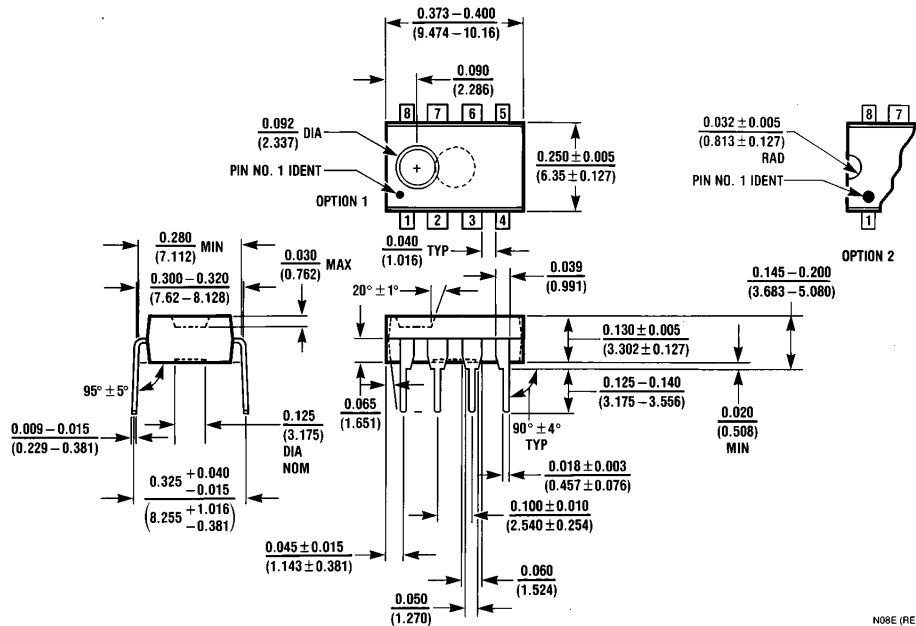 0.373–0.400
(9.474–10.16)
0.090
(2.286)
8 7 6 5
0.092 DIA
(2.337)
PIN NO. 1 IDENT
OPTION 1
0.250 ± 0.005
(6.35 ± 0.127)
1 2 3 4
8 7
0.032 ± 0.005
(0.813 ± 0.127)
RAD
PIN NO. 1 IDENT
1
OPTION 2
0.280 MIN
(7.112)
0.300–0.320
(7.62–8.128)
0.030 MAX
(0.762)
0.040 TYP
(1.016)
0.039
(0.991)
20° ± 1°
0.145–0.200
(3.683–5.080)
0.130 ± 0.005
(3.302 ± 0.127)
0.125–0.140
(3.175–3.556)
0.020
(0.508)
MIN
95° ± 5°
0.009–0.015
(0.229–0.381)
0.125
(3.175)
DIA
NOM
0.065
(1.651)
90° ± 4°
TYP
0.018 ± 0.003
(0.457 ± 0.076)
0.325 +0.040
−0.015
(8.255 +1.016
−0.381)
0.100 ± 0.010
(2.540 ± 0.254)
0.045 ± 0.015
(1.143 ± 0.381)
0.060
(1.524)
0.050
(1.270)
N08E (RE